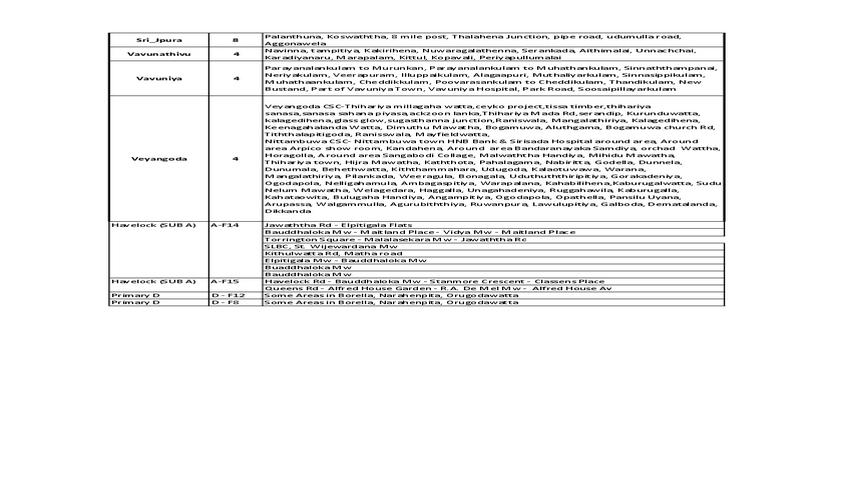 Sri_Jpura 8 Palanthuna, Koswaththa, 8 mile post, Thalahena Junction, pipe road, udumulla road,
Aggonawela
Vavunathivu 4 Navinna, tampitiya, Kakirihena, Nuwaragalathenna, Serankada, Aithimalai, Unnachchai,
Karadiyanaru, Marapalam, Kittul, Kopavali, Periyapullumalai
Vavuniya 4 Parayanalankulam to Murunkan, Parayanalankulam to Muhathankulam, Sinnaththampanai,
Neriyakulam, Veerapuram, Illuppaikulam, Alagaapuri, Muthaliyarkulam, Sinnasippikulam,
Muhathaankulam, Cheddikkulam, Poovarasankulam to Cheddikulam, Thandikulam, New
Bustand, Part of Vavuniya Town, Vavuniya Hospital, Park Road, Soosaipillayarkulam
Veyangoda 4 Veyangoda CSC-Thihariya millagaha watta,ceyko project,tissa timber,thihariya
sanasa,sanasa sahana piyasa,ackzoon lanka,Thihariya Mada Rd,serandip, Kurunduwatta,
kalagedihena,glass glow,sugasthanna junction,Raniswala, Mangalathiriya, Kalagedihena,
Keenagahalanda Watta, Dimuthu Mawatha, Bogamuwa, Aluthgama, Bogamuwa church Rd,
Tiththalapitigoda, Ranisswala, Mayfieldwatta,
Nittambuwa CSC- Nittambuwa town HNB Bank & Sirisada Hospital around area, Around
area Arpico show room, Kandahena, Around area Bandaranayaka Samdiya, orchad Wattha,
Horagolla, Around area Sangabodi Collage, Malwaththa Handiya, Mihidu Mawatha,
Thihariya town, Hijra Mawatha, Kaththota, Pahalagama, Nabiritta, Godella, Dunnela,
Dunumala, Behethwatta, Kiththammahara, Udugoda, Kalaotuwawa, Warana,
Mangalathiriya, Pilankada, Weeragula, Bonagala, Uduthuththiripitiya, Gorakadeniya,
Ogodapola, Nelligahamula, Ambagaspitiya, Warapalana, Kahabilihena,Kaburugalwatta, Sudu
Nelum Mawatha, Welagedara, Haggalla, Unagahadeniya, Ruggahawila, Kaburugalla,
Kahataowita, Bulugaha Handiya, Angampitiya, Ogodapola, Opathella, Pansilu Uyana,
Arupassa, Walgammulla, Agurubiththiya, Ruwanpura, Lawulupitiya, Galboda, Dematalanda,
Dikkanda
Havelock (SUB A) A-F14 Jawaththa Rd - Elpitigala Flats
Bauddhaloka Mw - Maitland Place - Vidya Mw - Maitland Place
Torrington Square - Malalasekara Mw - Jawaththa Rd
SLBC, St. Wijewardana Mw
Kithulwatta Rd, Matha road
Elpitigala Mw - Bauddhaloka Mw
Buaddhaloka Mw
Bauddhaloka Mw
Havelock (SUB A) A-F15 Havelock Rd - Bauddhaloka Mw - Stanmore Crescent - Classens Place
Queens Rd - Alfred House Garden - R.A. De Mel Mw - Alfred House Av
Primary D D - F12 Some Areas in Borella, Narahenpita, Orugodawatta
Primary D D - F8 Some Areas in Borella, Narahenpita, Orugodawatta